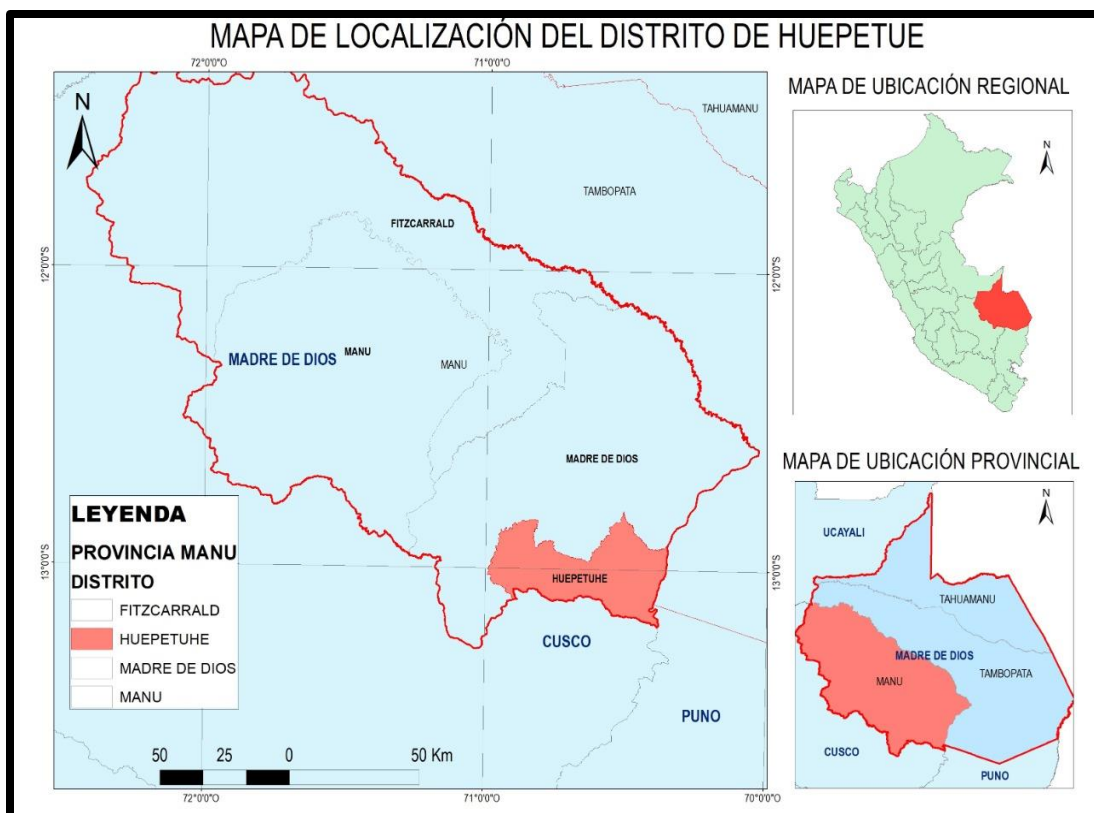 MAPA DE LOCALIZACIÓN DEL DISTRITO DE HUEPETUE
72°0'0"O
71°0'0"O
N
TAHUAMANU
TAMBOPATA
FITZCARRALD
12°0'0"S
12°0'0"S
MADRE DE DIOS
MANU
MANU
MADRE DE DIOS
13°0'0"S
13°0'0"S
HUEPETUHE
CUSCO
PUNO
LEYENDA
PROVINCIA MANU
DISTRITO
FITZCARRALD
HUEPETUHE
MADRE DE DIOS
MANU
50 25 0 50 Km
72°0'0"O
71°0'0"O
70°0'0"O
MAPA DE UBICACIÓN REGIONAL
N
MAPA DE UBICACIÓN PROVINCIAL
N
UCAYALI
TAHUAMANU
MADRE DE DIOS
MANU
TAMBOPATA
CUSCO
PUNO